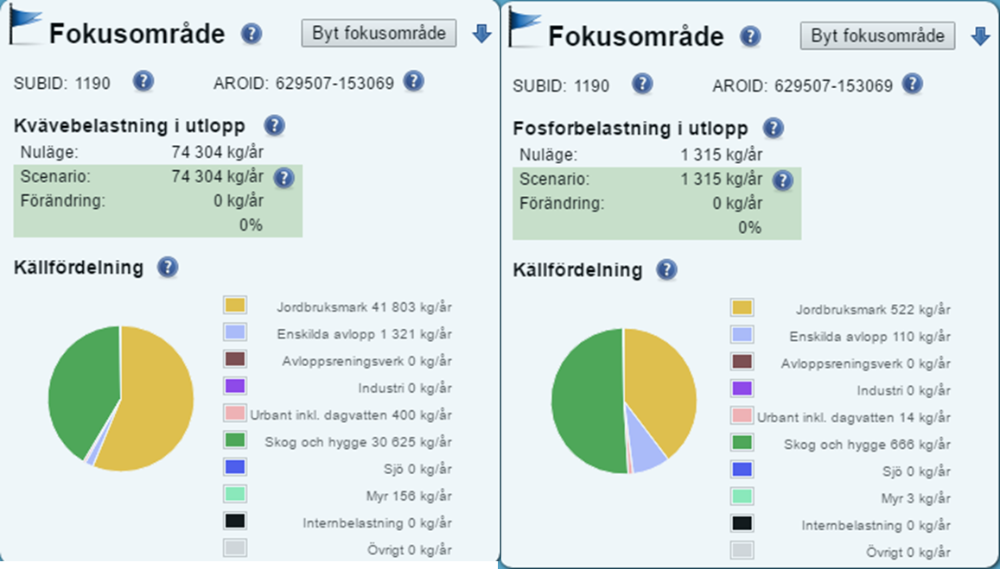 Fokusområde ? Byt fokusområde
SUBID: 1190 ? AROID: 629507-153069 ?
Kvävebelastning i utlopp ?
Nuläge: 74 304 kg/år
Scenario: 74 304 kg/år ?
Förändring: 0 kg/år
0%
Källfördelning ?
Jordbruksmark 41 803 kg/år
Enskilda avlopp 1 321 kg/år
Avloppsreningsverk 0 kg/år
Industri 0 kg/år
Urbant inkl. dagvatten 400 kg/år
Skog och hygge 30 625 kg/år
Sjö 0 kg/år
Myr 156 kg/år
Internbelastning 0 kg/år
Övrigt 0 kg/år
Fokusområde ? Byt fokusområde
SUBID: 1190 ? AROID: 629507-153069 ?
Fosforbelastning i utlopp ?
Nuläge: 1 315 kg/år
Scenario: 1 315 kg/år ?
Förändring: 0 kg/år
0%
Källfördelning ?
Jordbruksmark 522 kg/år
Enskilda avlopp 110 kg/år
Avloppsreningsverk 0 kg/år
Industri 0 kg/år
Urbant inkl. dagvatten 14 kg/år
Skog och hygge 666 kg/år
Sjö 0 kg/år
Myr 3 kg/år
Internbelastning 0 kg/år
Övrigt 0 kg/år